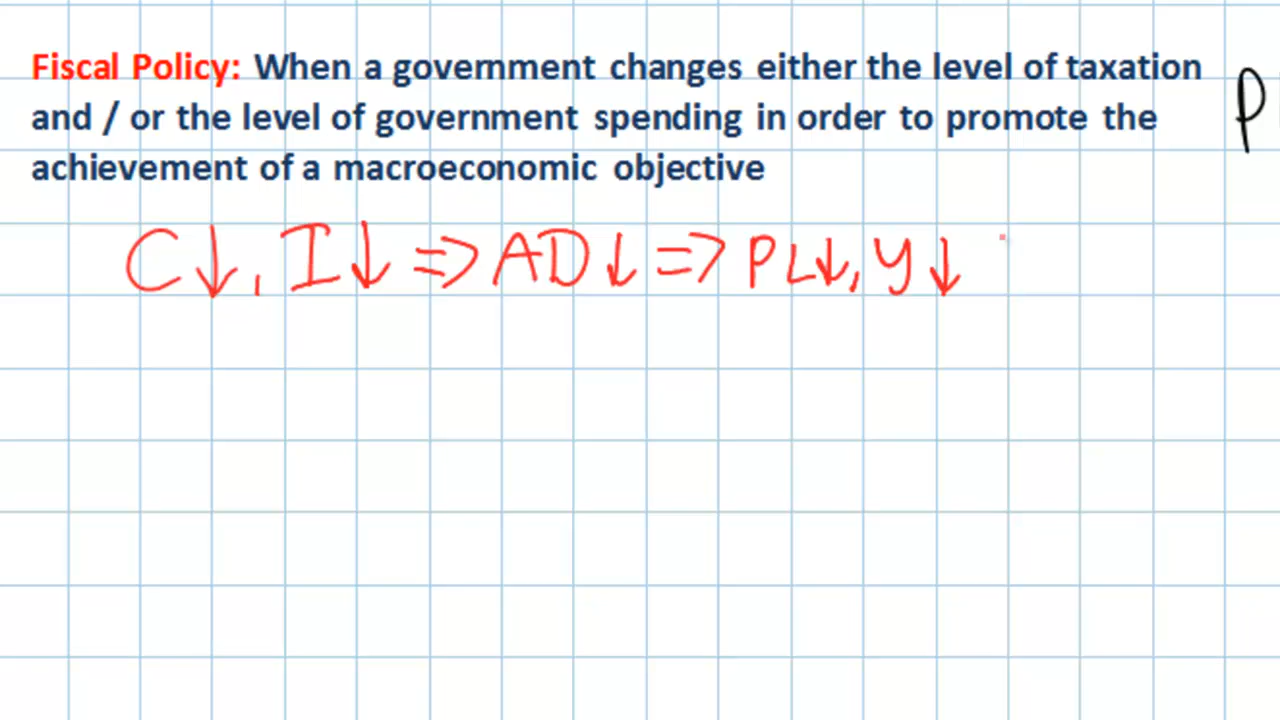 Fiscal Policy: When a government changes either the level of taxation
and / or the level of government spending in order to promote the
achievement of a macroeconomic objective
P
C↓, I↓ ⇒ AD↓ ⇒ PL↓, Y↓